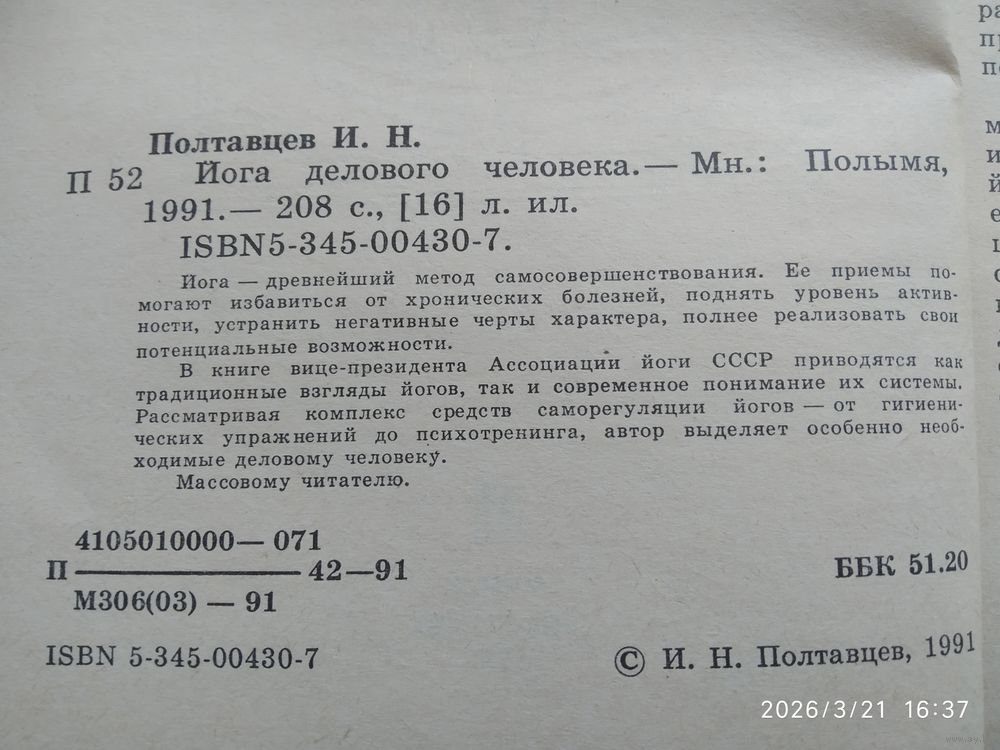 Полтавцев И. Н.
П 52 Йога делового человека.— Мн.: Полымя,
1991.— 208 с., [16] л. ил.
ISBN5-345-00430-7.
Йога — древнейший метод самосовершенствования. Ее приемы по-
могают избавиться от хронических болезней, поднять уровень актив-
ности, устранить негативные черты характера, полнее реализовать свои
потенциальные возможности.
В книге вице-президента Ассоциации йоги СССР приводятся как
традиционные взгляды йогов, так и современное понимание их системы.
Рассматривая комплекс средств саморегуляции йогов — от гигиени-
ческих упражнений до психотренинга, автор выделяет особенно необ-
ходимые деловому человеку.
Массовому читателю.
4105010000— 071
П ——— 42—91
М306(03) — 91
ББК 51.20
ISBN 5-345-00430-7
© И. Н. Полтавцев, 1991
2026/3/21 16:37